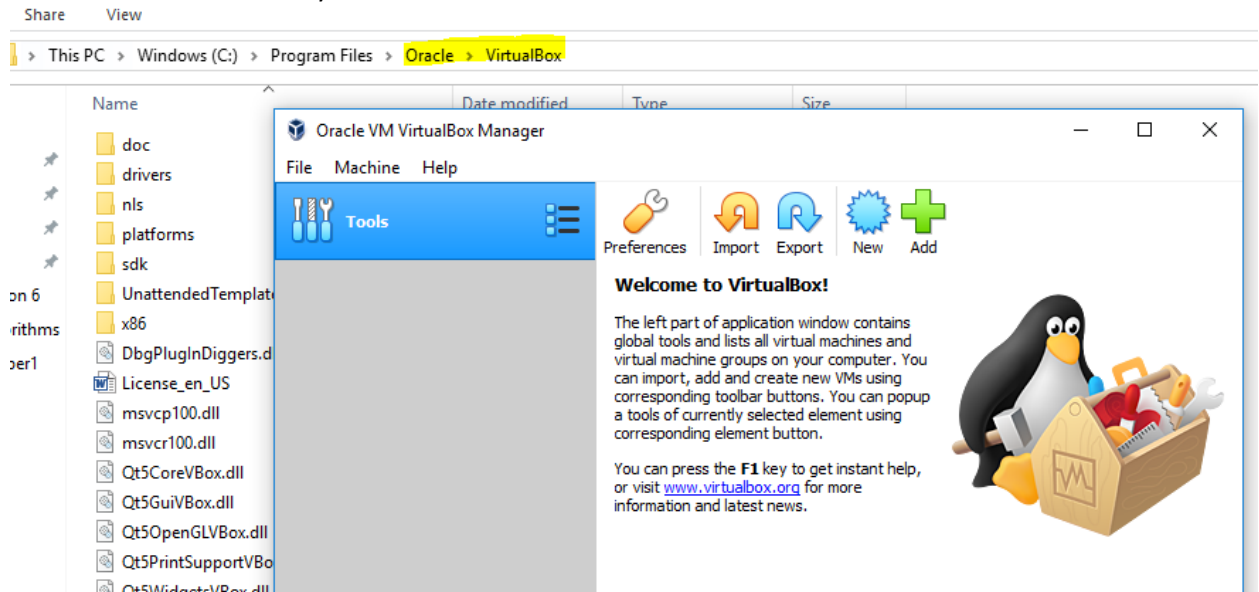 Share View
This PC > Windows (C:) > Program Files > Oracle > VirtualBox
Name Date modified Type Size
doc
drivers
nls
platforms
sdk
UnattendedTemplat
x86
DbgPlugInDiggers.d
License_en_US
msvcp100.dll
msvcr100.dll
Qt5CoreVBox.dll
Qt5GuiVBox.dll
Qt5OpenGLVBox.dll
Qt5PrintSupportVBo
Qt5WidgetsVBox.dll
on 6
rithms
per1
Oracle VM VirtualBox Manager
File Machine Help
Tools
Preferences Import Export New Add
Welcome to VirtualBox!
The left part of application window contains
global tools and lists all virtual machines and
virtual machine groups on your computer. You
can import, add and create new VMs using
corresponding toolbar buttons. You can popup
a tools of currently selected element using
corresponding element button.
You can press the F1 key to get instant help,
or visit www.virtualbox.org for more
information and latest news.